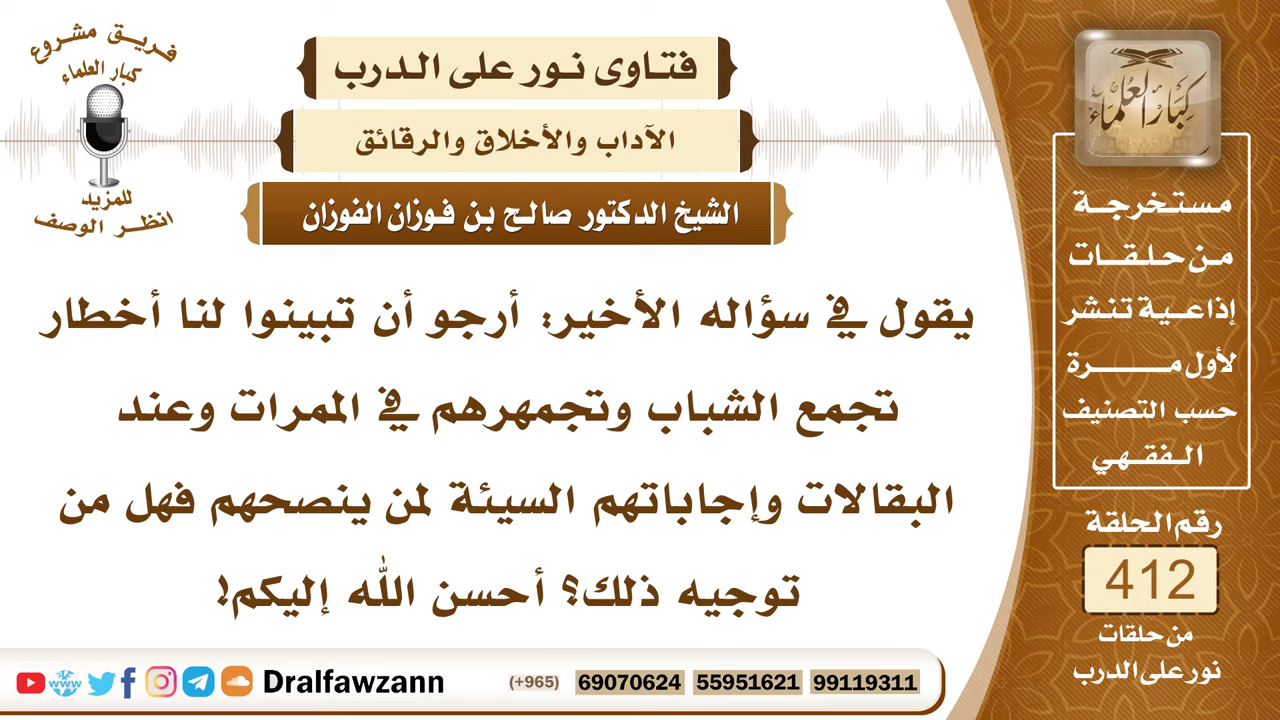 فريق مشروع
كبار العلماء
للمزيد
انظر الوصف
فتاوى نور على الدرب
الآداب والأخلاق والرقائق
الشيخ الدكتور صالح بن فوزان الفوزان
يقول في سؤاله الأخير: أرجو أن تبينوا لنا أخطار
تجمع الشباب وتجمهرهم في الممرات وعند
البقالات وإجاباتهم السيئة لمن ينصحهم فهل من
توجيه ذلك؟ أحسن الله إليكم!
كبار العلماء
مستخرجة
من حلقات
إذاعية تنشر
لأول مرة
حسب التصنيف
الفقهي
رقم الحلقة
412
من حلقات
نور على الدرب
www Dralfawzann (+965) 69070624 55951621 99119311